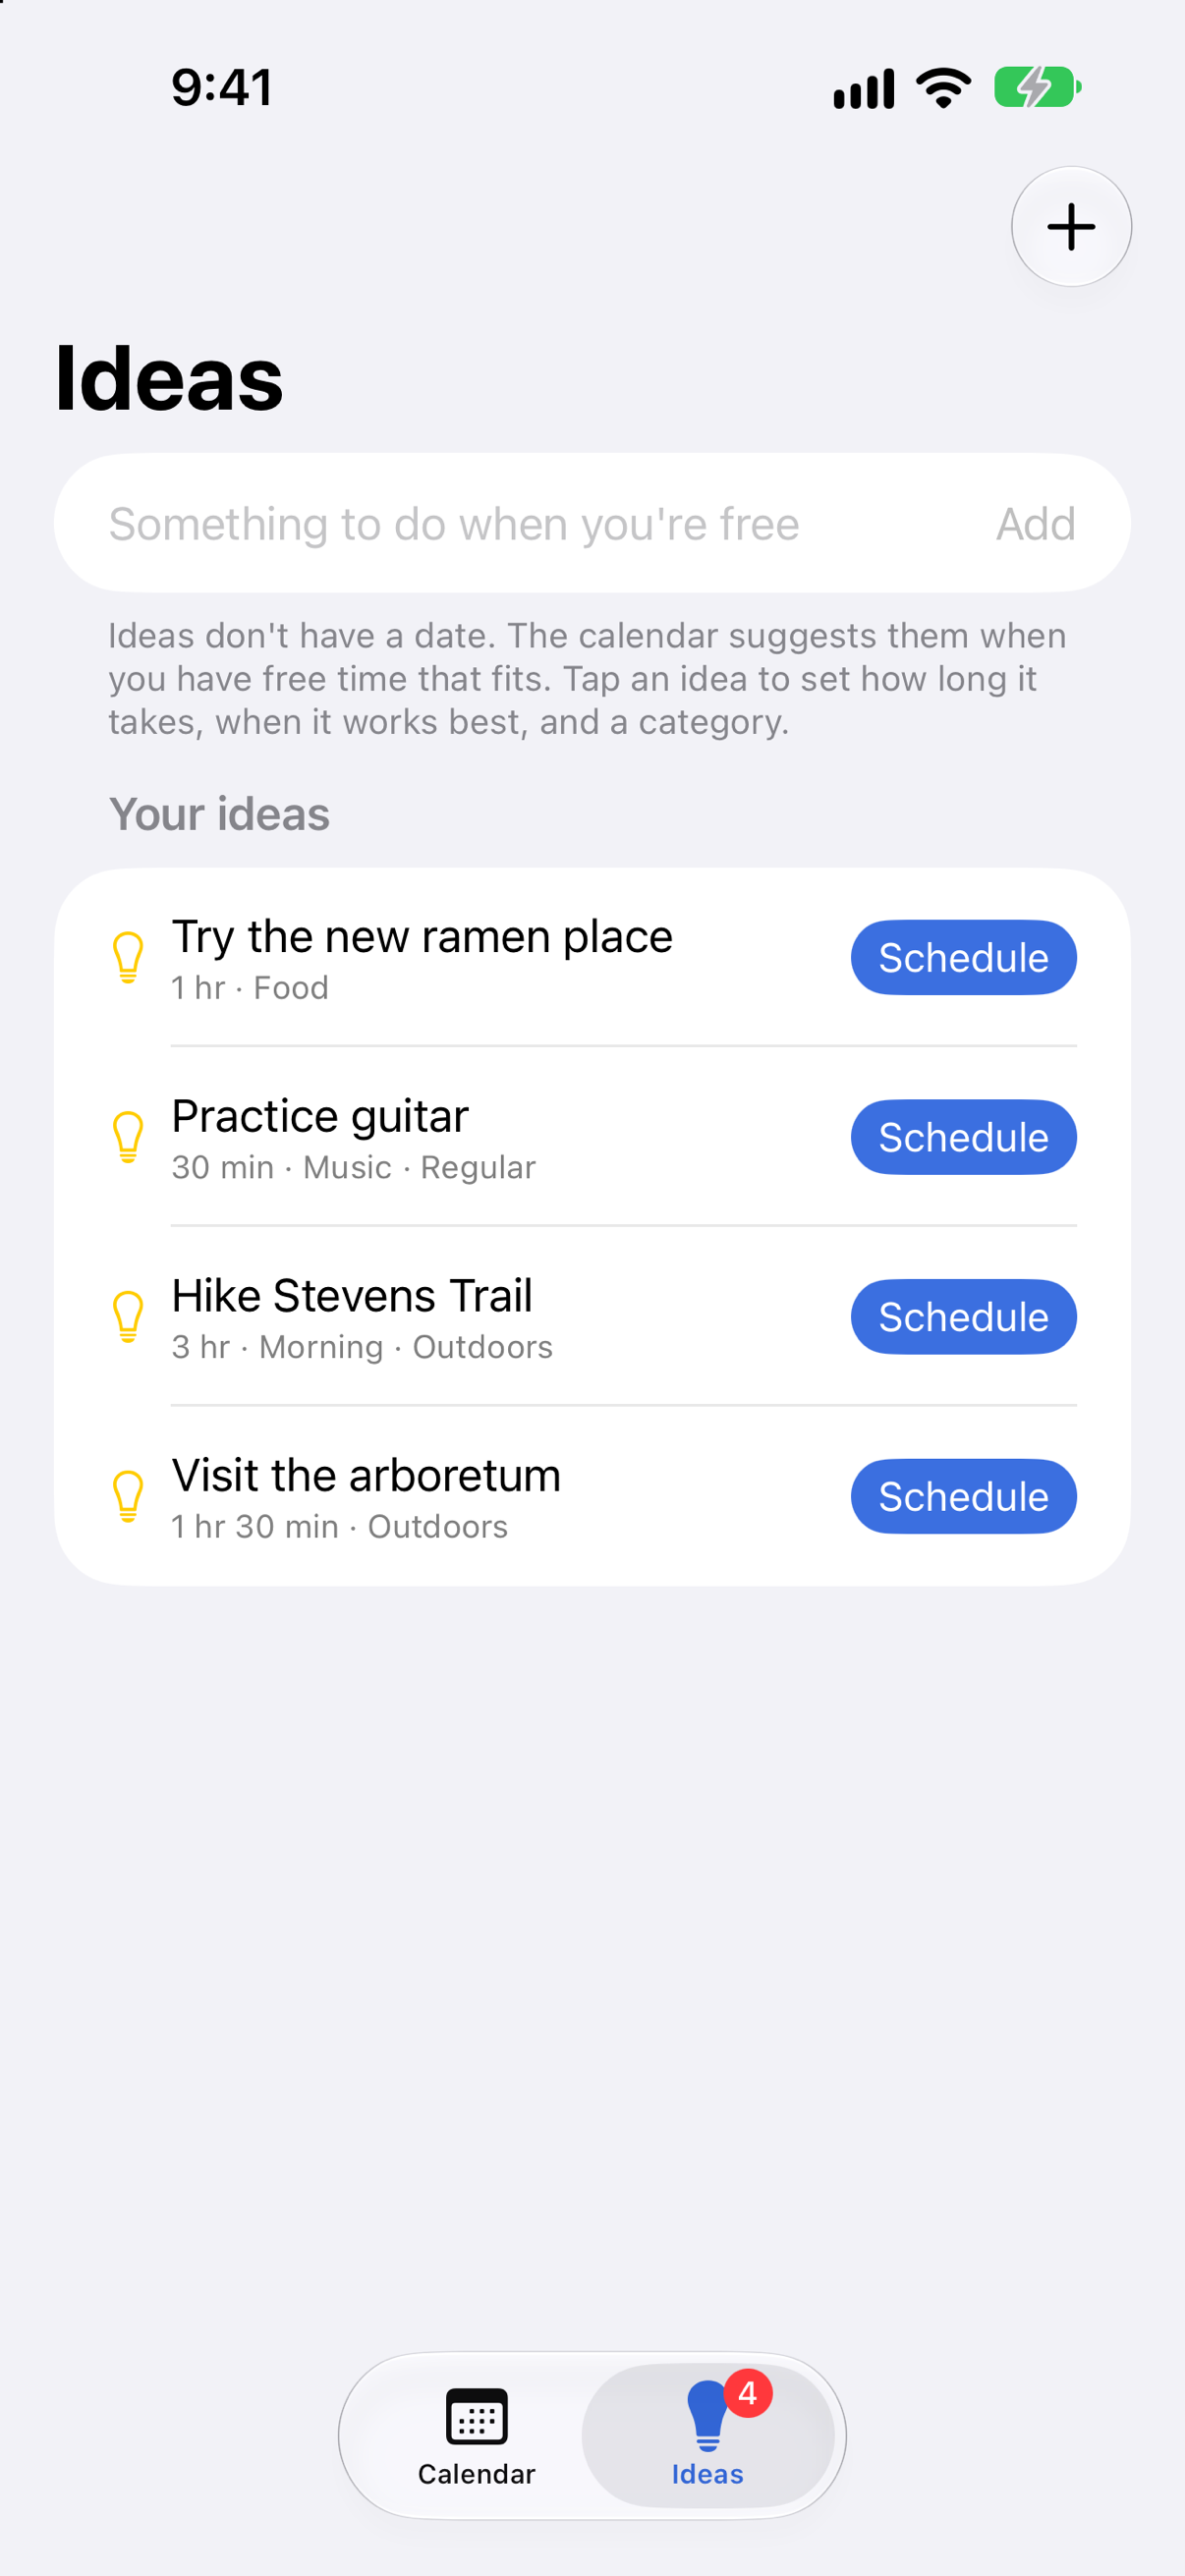 9:41
Ideas
Something to do when you're free Add
Ideas don't have a date. The calendar suggests them when
you have free time that fits. Tap an idea to set how long it
takes, when it works best, and a category.
Your ideas
Try the new ramen place
1 hr · Food
Schedule
Practice guitar
30 min · Music · Regular
Schedule
Hike Stevens Trail
3 hr · Morning · Outdoors
Schedule
Visit the arboretum
1 hr 30 min · Outdoors
Schedule
4
Calendar Ideas